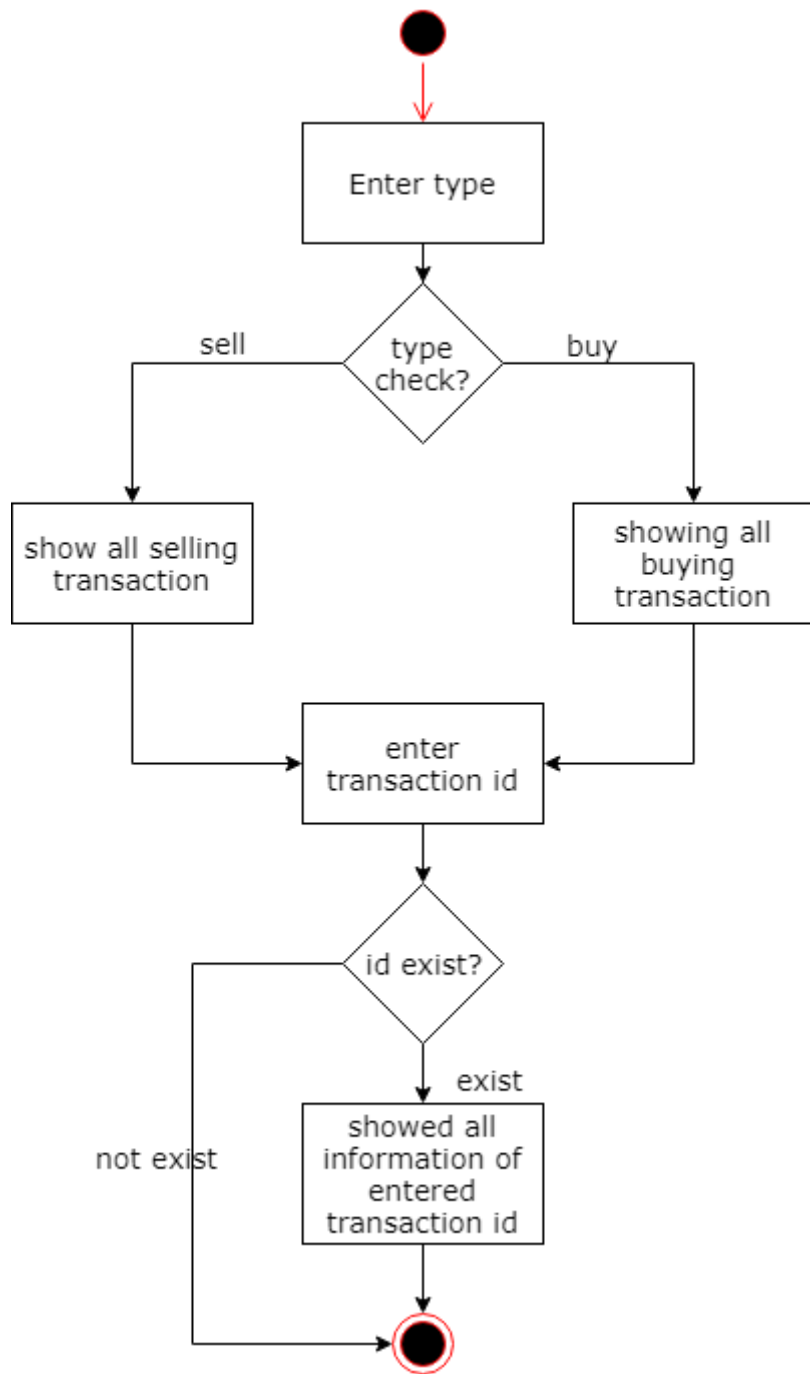 Enter type
sell
type
check?
buy
show all selling
transaction
showing all
buying
transaction
enter
transaction id
id exist?
exist
not exist
showed all
information of
entered
transaction id